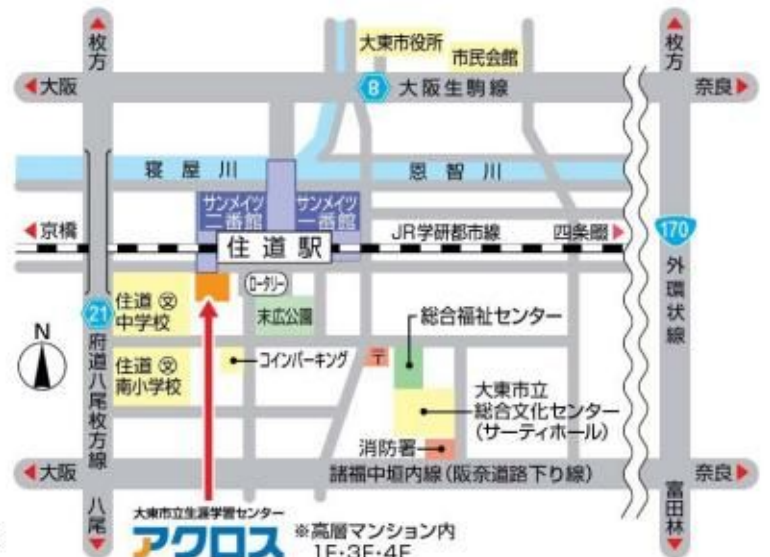 枚方
枚方
大東市役所
市民会館
大阪
8
大阪生駒線
奈良
寝屋川
恩智川
サンメイツ
二番館
サンメイツ
一番館
京橋
住道駅
JR学研都市線
四条畷
170
外環状線
ロータリー
住道 文
中学校
末広公園
21
府道八尾枚方線
総合福祉センター
N
住道 文
南小学校
コインパーキング
〒
大東市立
総合文化センター
(サーティホール)
消防署
大阪
諸福中垣内線(阪奈道路下り線)
奈良
八尾
富田林
大東市立生涯学習センター
アクロス
※高層マンション内
1F・3F・4F